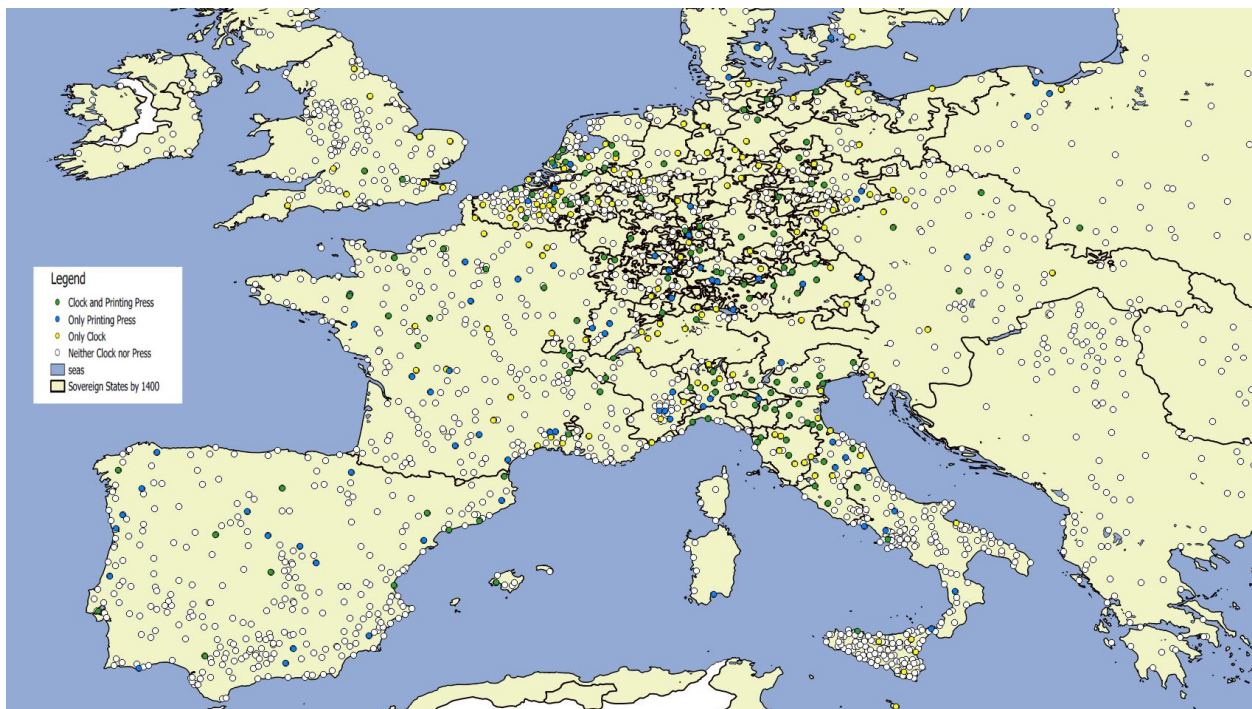 Legend
Clock and Printing Press
Only Printing Press
Only Clock
Neither Clock nor Press
seas
Sovereign States by 1400